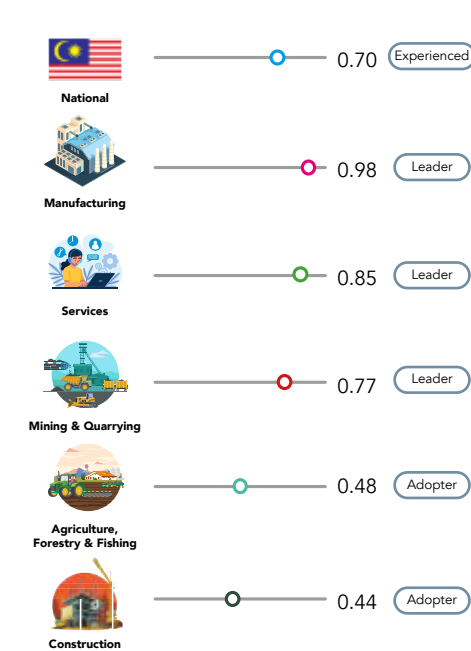 National
0.70
Experienced
Manufacturing
0.98
Leader
Services
0.85
Leader
Mining & Quarrying
0.77
Leader
Agriculture,
Forestry & Fishing
0.48
Adopter
Construction
0.44
Adopter